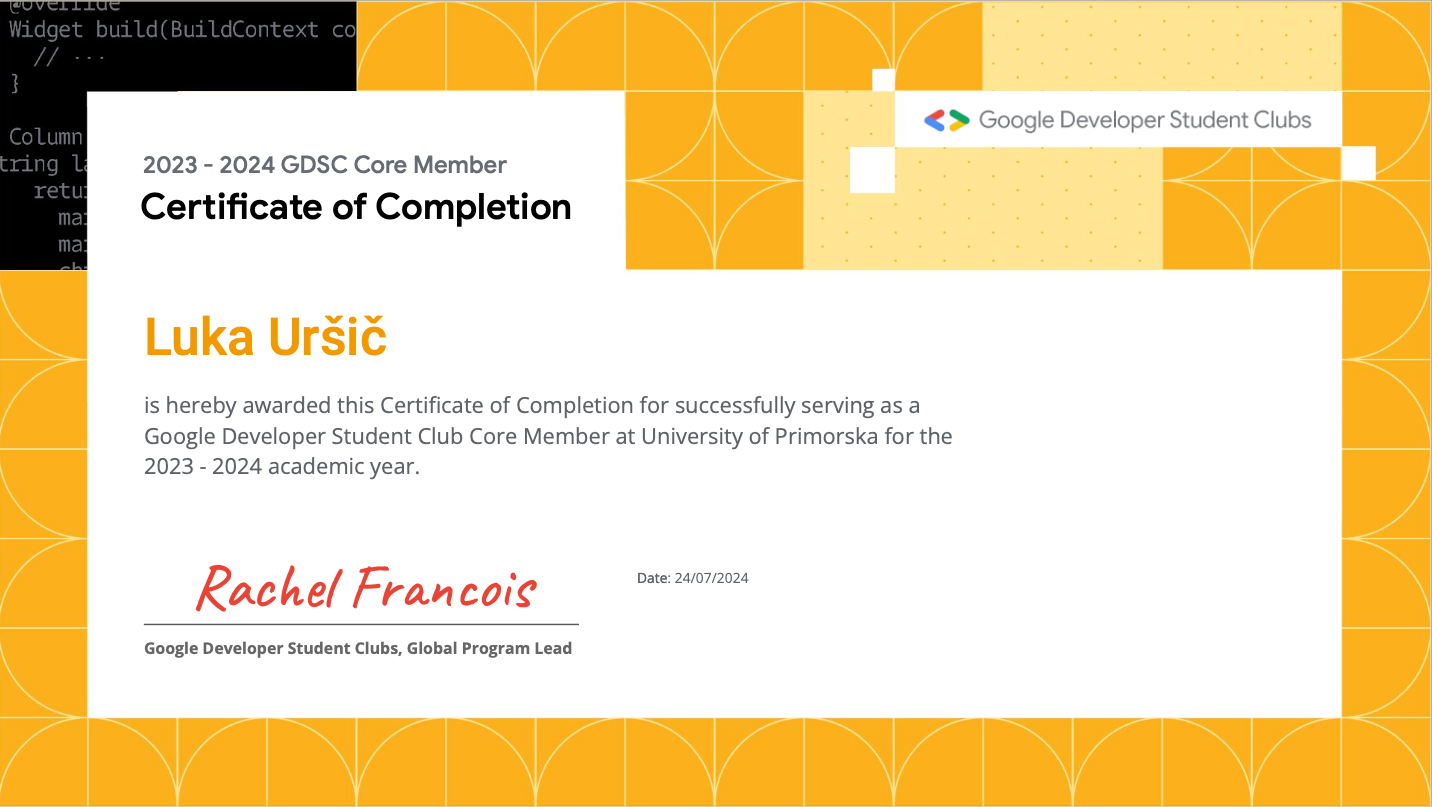 @override
Widget build(BuildContext co
// ...
}
Column
tring la
retu
ma
ma
Google Developer Student Clubs
2023 - 2024 GDSC Core Member
Certificate of Completion
Luka Uršič
is hereby awarded this Certificate of Completion for successfully serving as a
Google Developer Student Club Core Member at University of Primorska for the
2023 - 2024 academic year.
Rachel Francois
Date: 24/07/2024
Google Developer Student Clubs, Global Program Lead